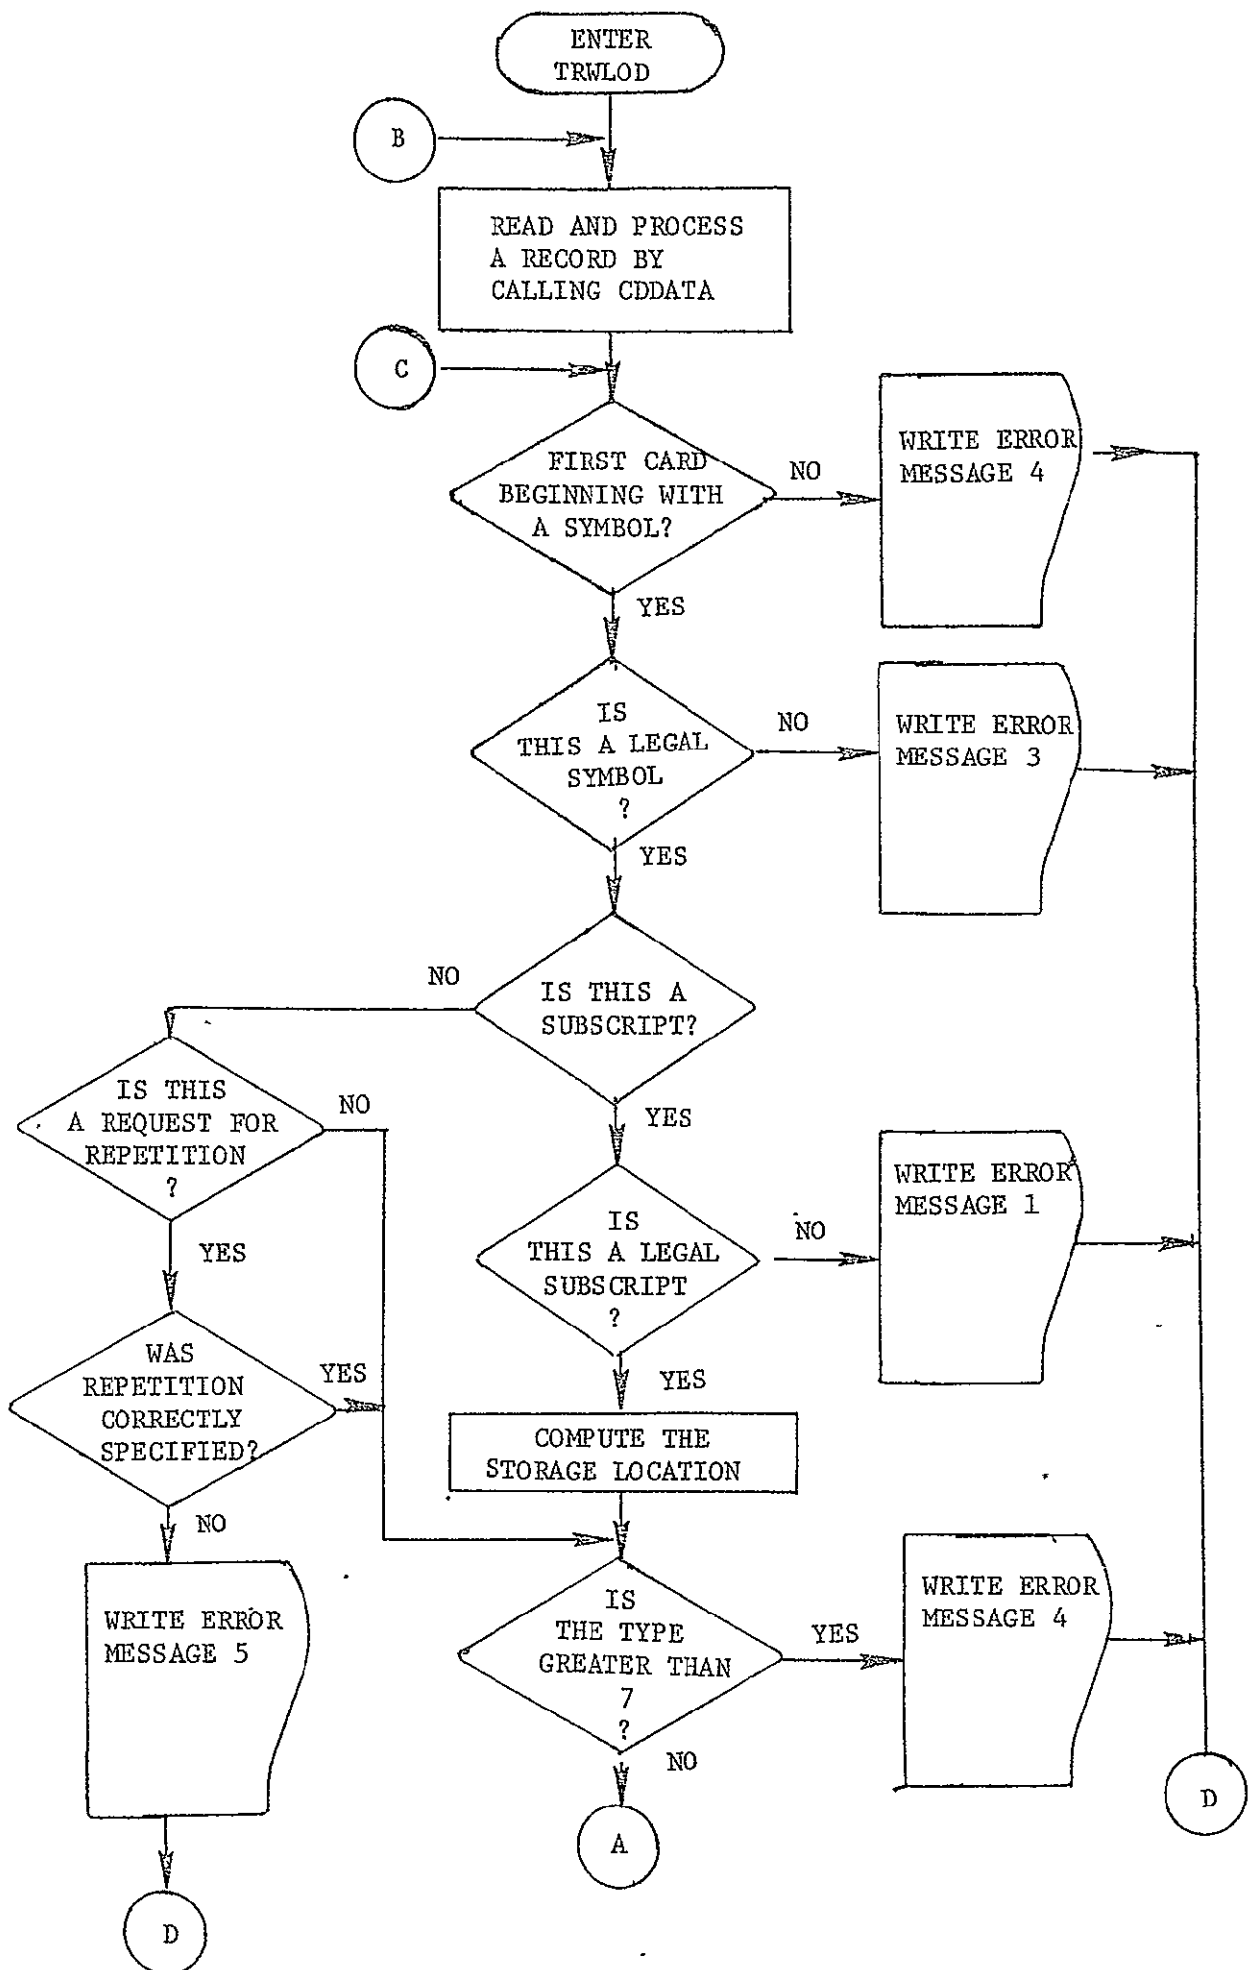 ENTER
TRWLOD
B
READ AND PROCESS
A RECORD BY
CALLING CDDATA
C
FIRST CARD
BEGINNING WITH
A SYMBOL?
NO
WRITE ERROR
MESSAGE 4
YES
IS
THIS A LEGAL
SYMBOL
?
NO
WRITE ERROR
MESSAGE 3
YES
NO
IS THIS A
SUBSCRIPT?
IS THIS
A REQUEST FOR
REPETITION
?
NO
YES
IS
THIS A LEGAL
SUBSCRIPT
?
NO
WRITE ERROR
MESSAGE 1
YES
WAS
REPETITION
CORRECTLY
SPECIFIED?
YES
YES
COMPUTE THE
STORAGE LOCATION
NO
WRITE ERROR
MESSAGE 5
IS
THE TYPE
GREATER THAN
7
?
YES
WRITE ERROR
MESSAGE 4
NO
D
A
D